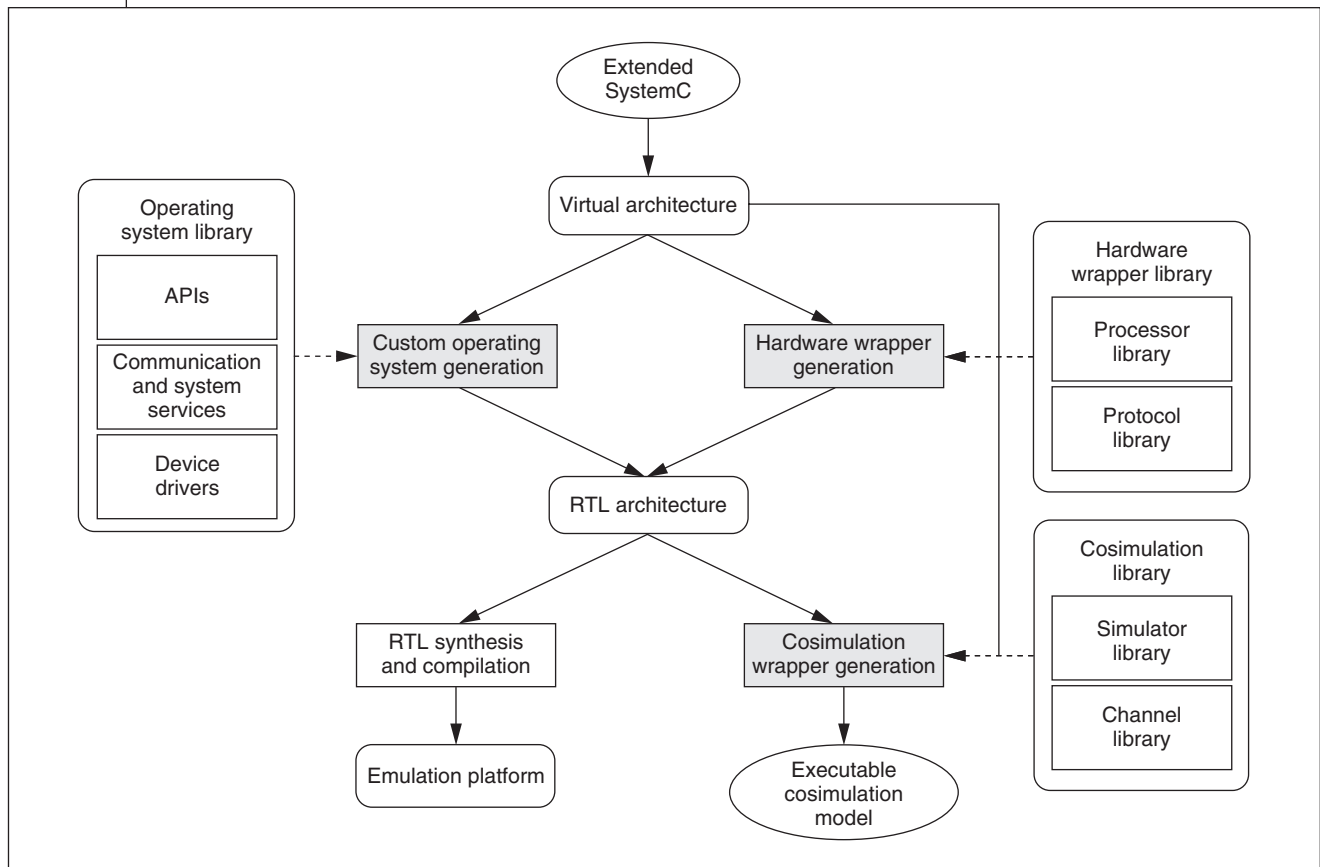 Extended
SystemC
Virtual architecture
Operating
system library
APIs
Communication
and system
services
Device
drivers
Custom operating
system generation
Hardware wrapper
generation
Hardware
wrapper library
Processor
library
Protocol
library
RTL architecture
RTL synthesis
and compilation
Cosimulation
wrapper generation
Cosimulation
library
Simulator
library
Channel
library
Emulation platform
Executable
cosimulation
model